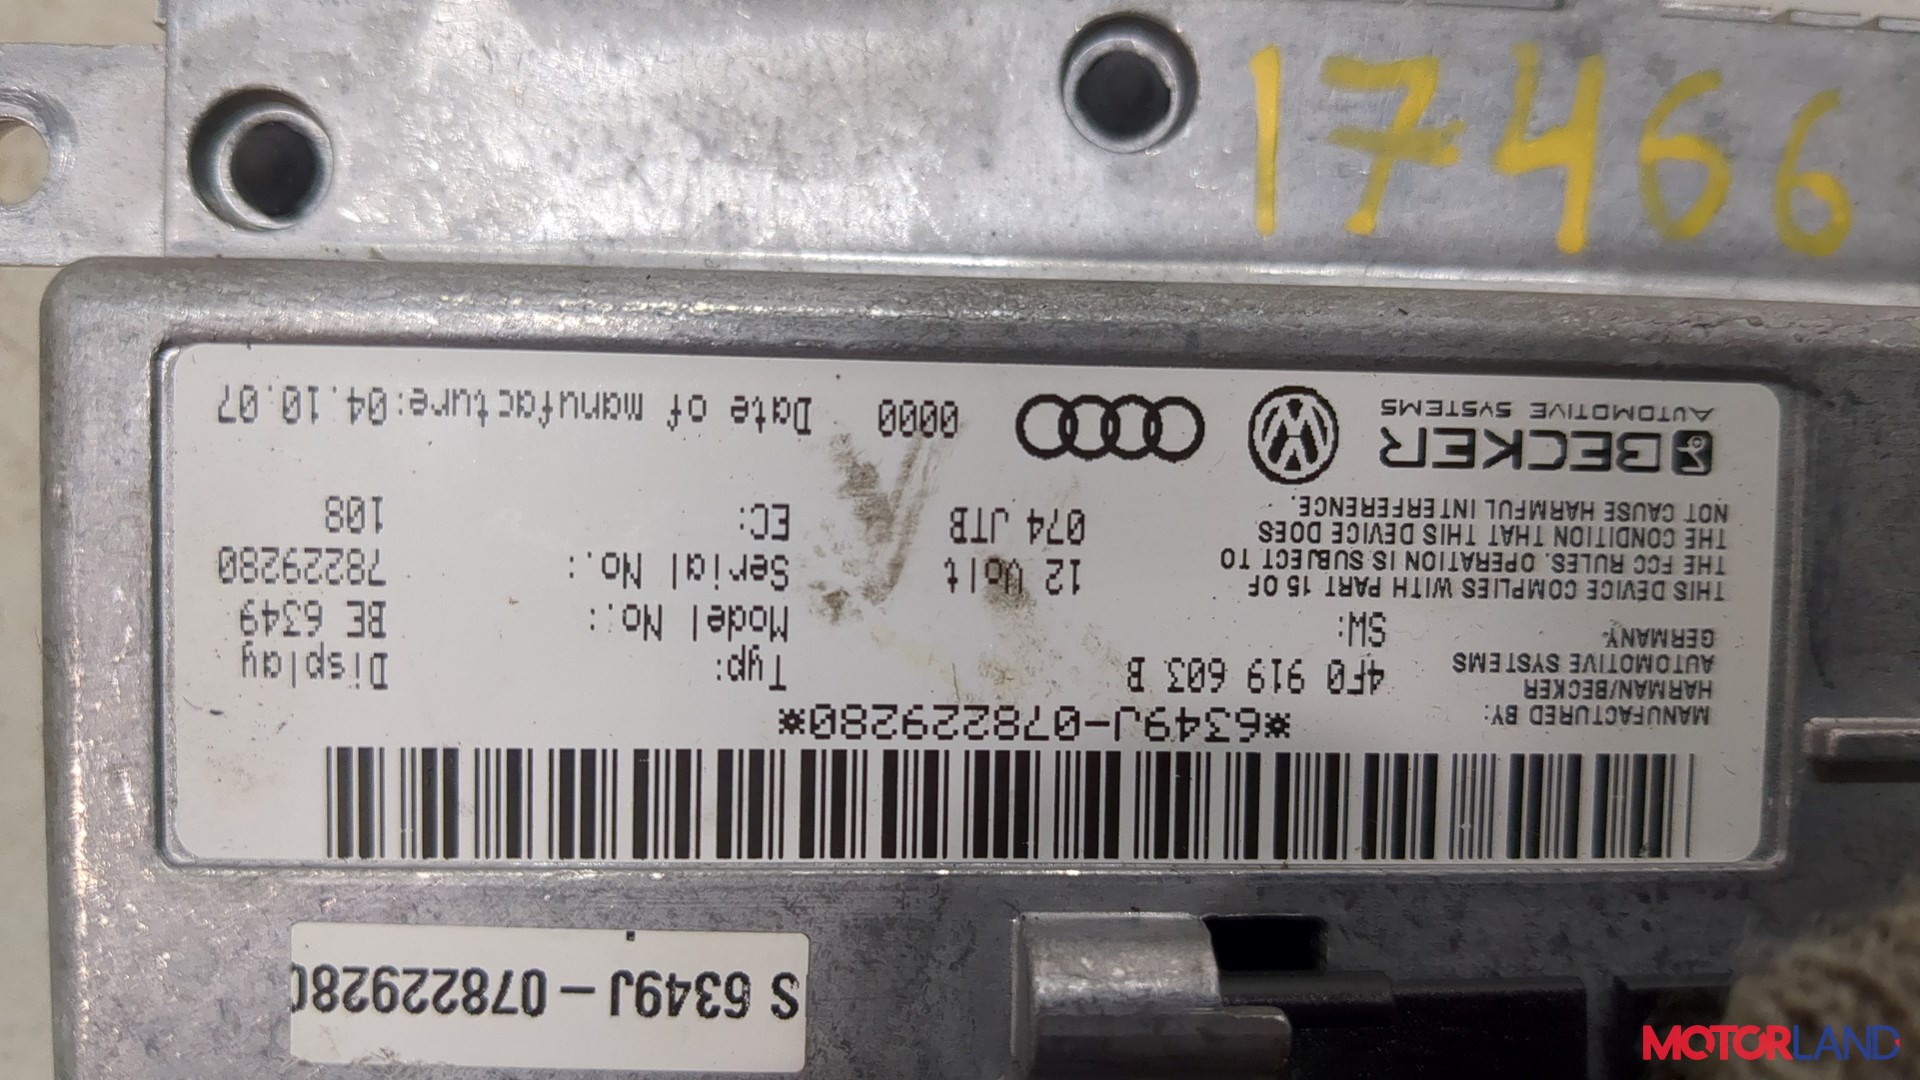 17466
MANUFACTURED BY:
HARMAN/BECKER
AUTOMOTIVE SYSTEMS
GERMANY
THIS DEVICE COMPLIES WITH PART 15 OF
THE FCC RULES. OPERATION IS SUBJECT TO
THE CONDITION THAT THIS DEVICE DOES
NOT CAUSE HARMFUL INTERFERENCE.
BECKER
AUTOMOTIVE SYSTEMS
*6349J-078229280*
4F0 919 603 B
SW:
12 Volt
074 JTB
0000
Typ: Display
Model No.: BE 6349
Serial No.: 78229280
EC: 108
Date of manufacture:04.10.07
S 6349J - 078229280
MOTORLAND